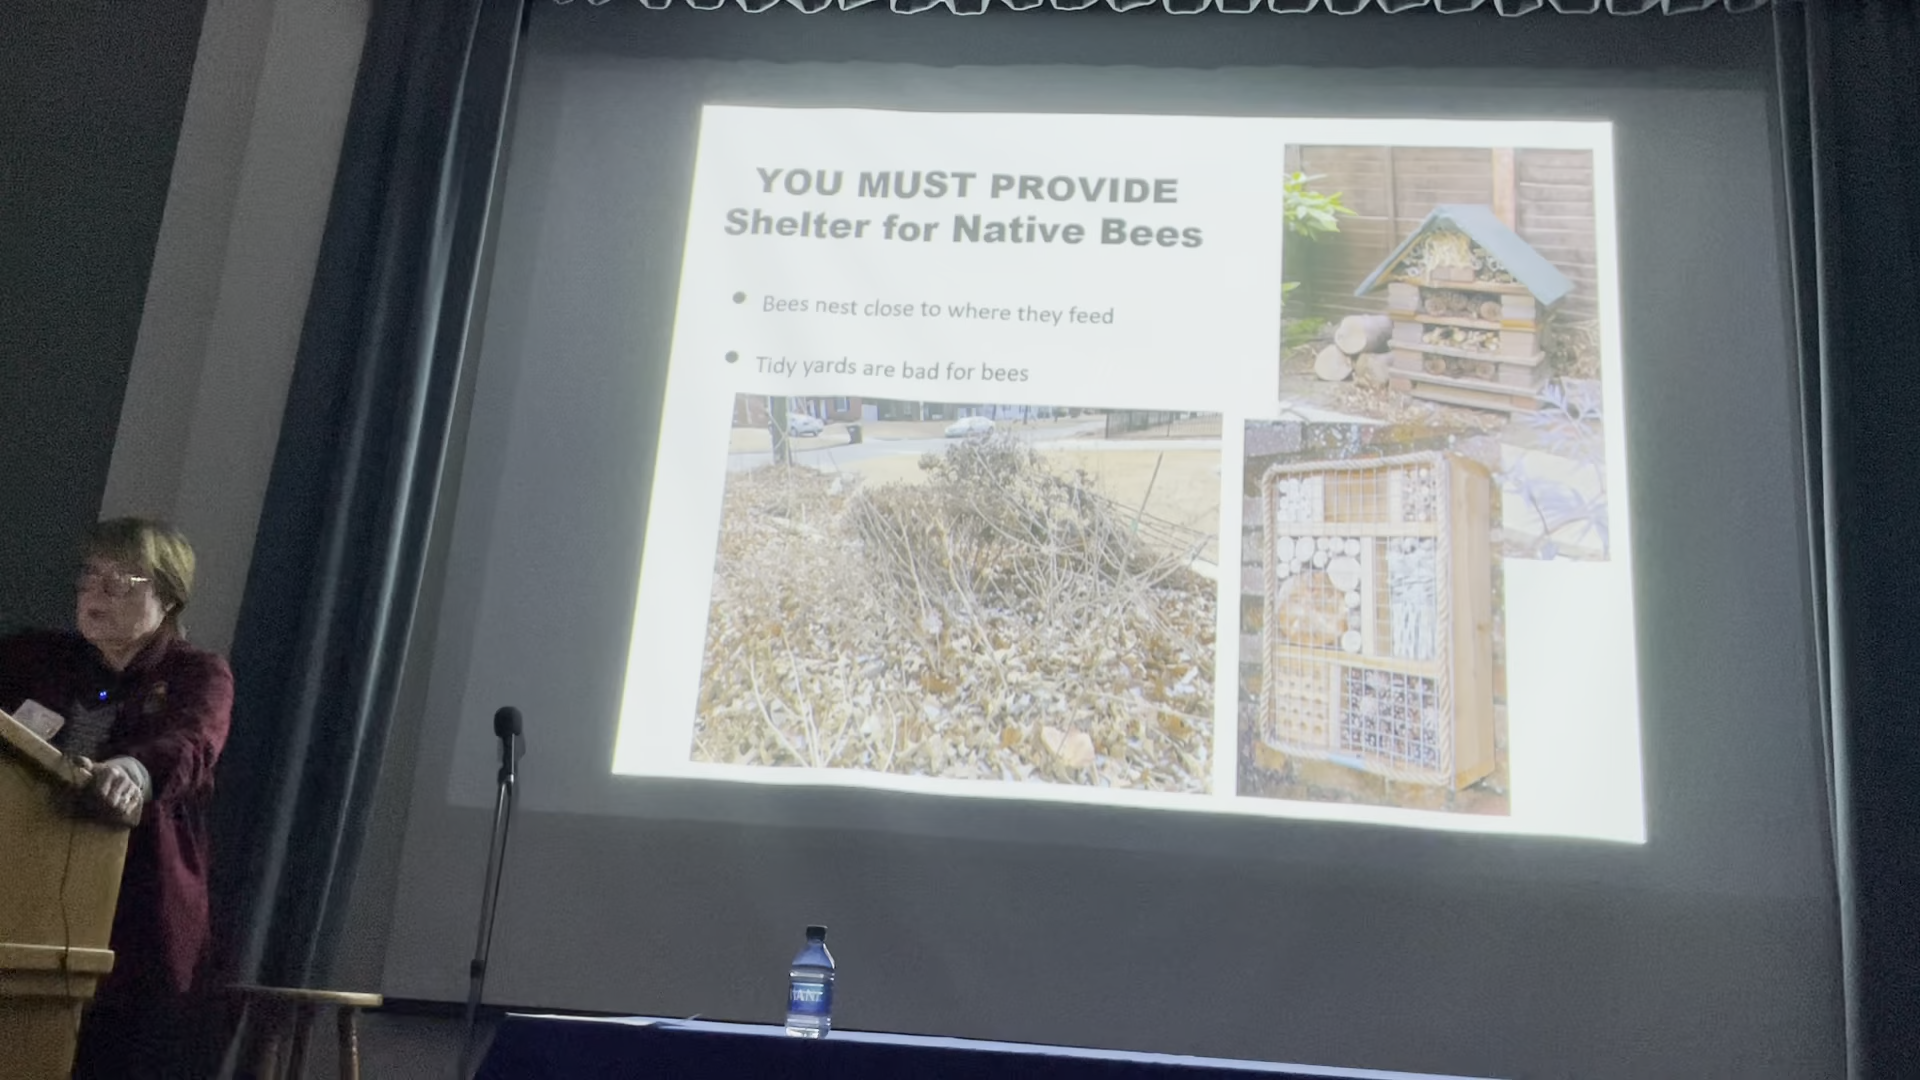 YOU MUST PROVIDE
Shelter for Native Bees
Bees nest close to where they feed
Tidy yards are bad for bees